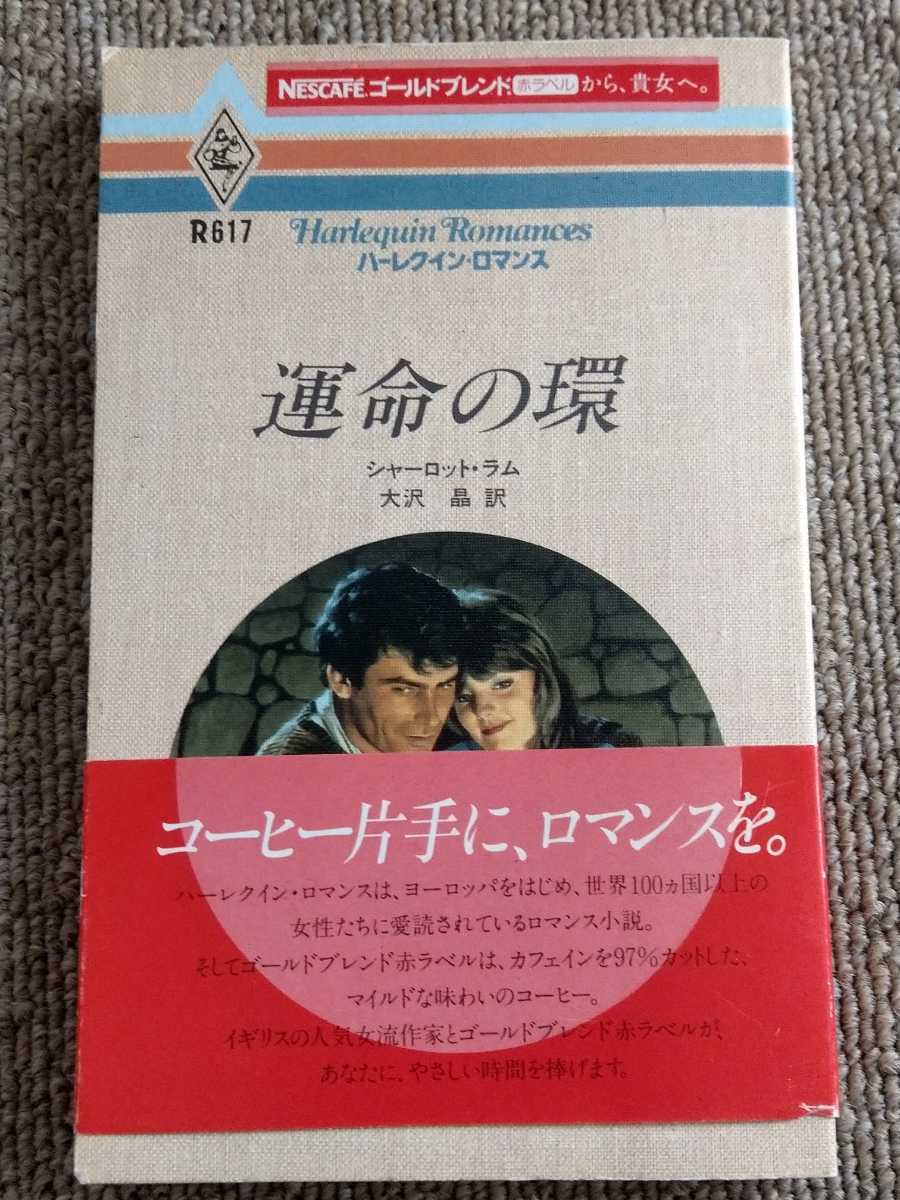 NESCAFÉ ゴールドブレンド 赤ラベル から、貴女へ。
R617
Harlequin Romances
ハーレクイン・ロマンス
運命の環
シャーロット・ラム
大沢 晶 訳
コーヒー片手に、ロマンスを。
ハーレクイン・ロマンスは、ヨーロッパをはじめ、世界100ヵ国以上の
女性たちに愛読されているロマンス小説。
そしてゴールドブレンド赤ラベルは、カフェインを97%カットした、
マイルドな味わいのコーヒー。
イギリスの人気女流作家とゴールドブレンド赤ラベルが、
あなたに、やさしい時間を捧げます。